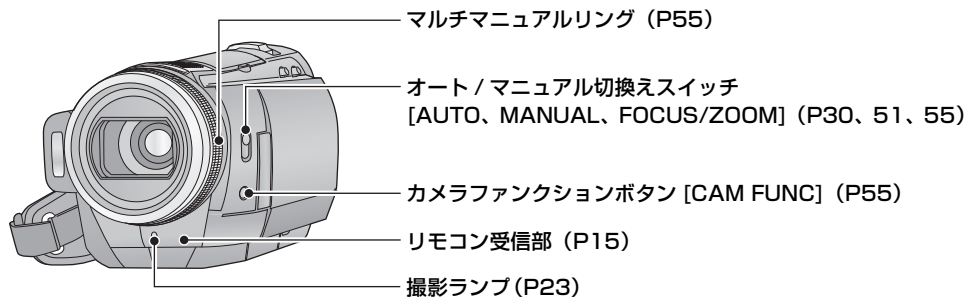 マルチマニュアルリング（P55）
オート / マニュアル切換えスイッチ
[AUTO、MANUAL、FOCUS/ZOOM]（P30、51、55）
カメラファンクションボタン [CAM FUNC]（P55）
リモコン受信部（P15）
撮影ランプ（P23）